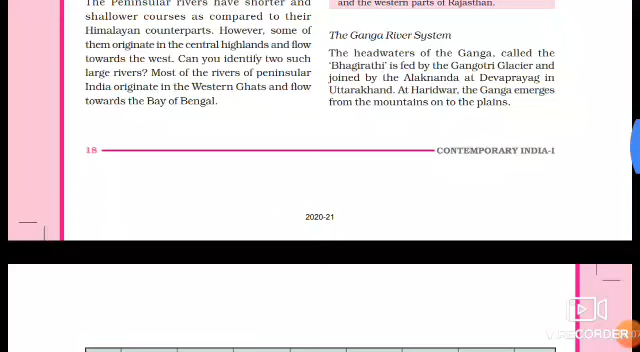 The Peninsular rivers have shorter and
shallower courses as compared to their
Himalayan counterparts. However, some of
them originate in the central highlands and flow
towards the west. Can you identify two such
large rivers? Most of the rivers of peninsular
India originate in the Western Ghats and flow
towards the Bay of Bengal.
and the western parts of Rajasthan.
The Ganga River System
The headwaters of the Ganga, called the
‘Bhagirathi’ is fed by the Gangotri Glacier and
joined by the Alaknanda at Devaprayag in
Uttarakhand. At Haridwar, the Ganga emerges
from the mountains on to the plains.
18
CONTEMPORARY INDIA-I
2020-21